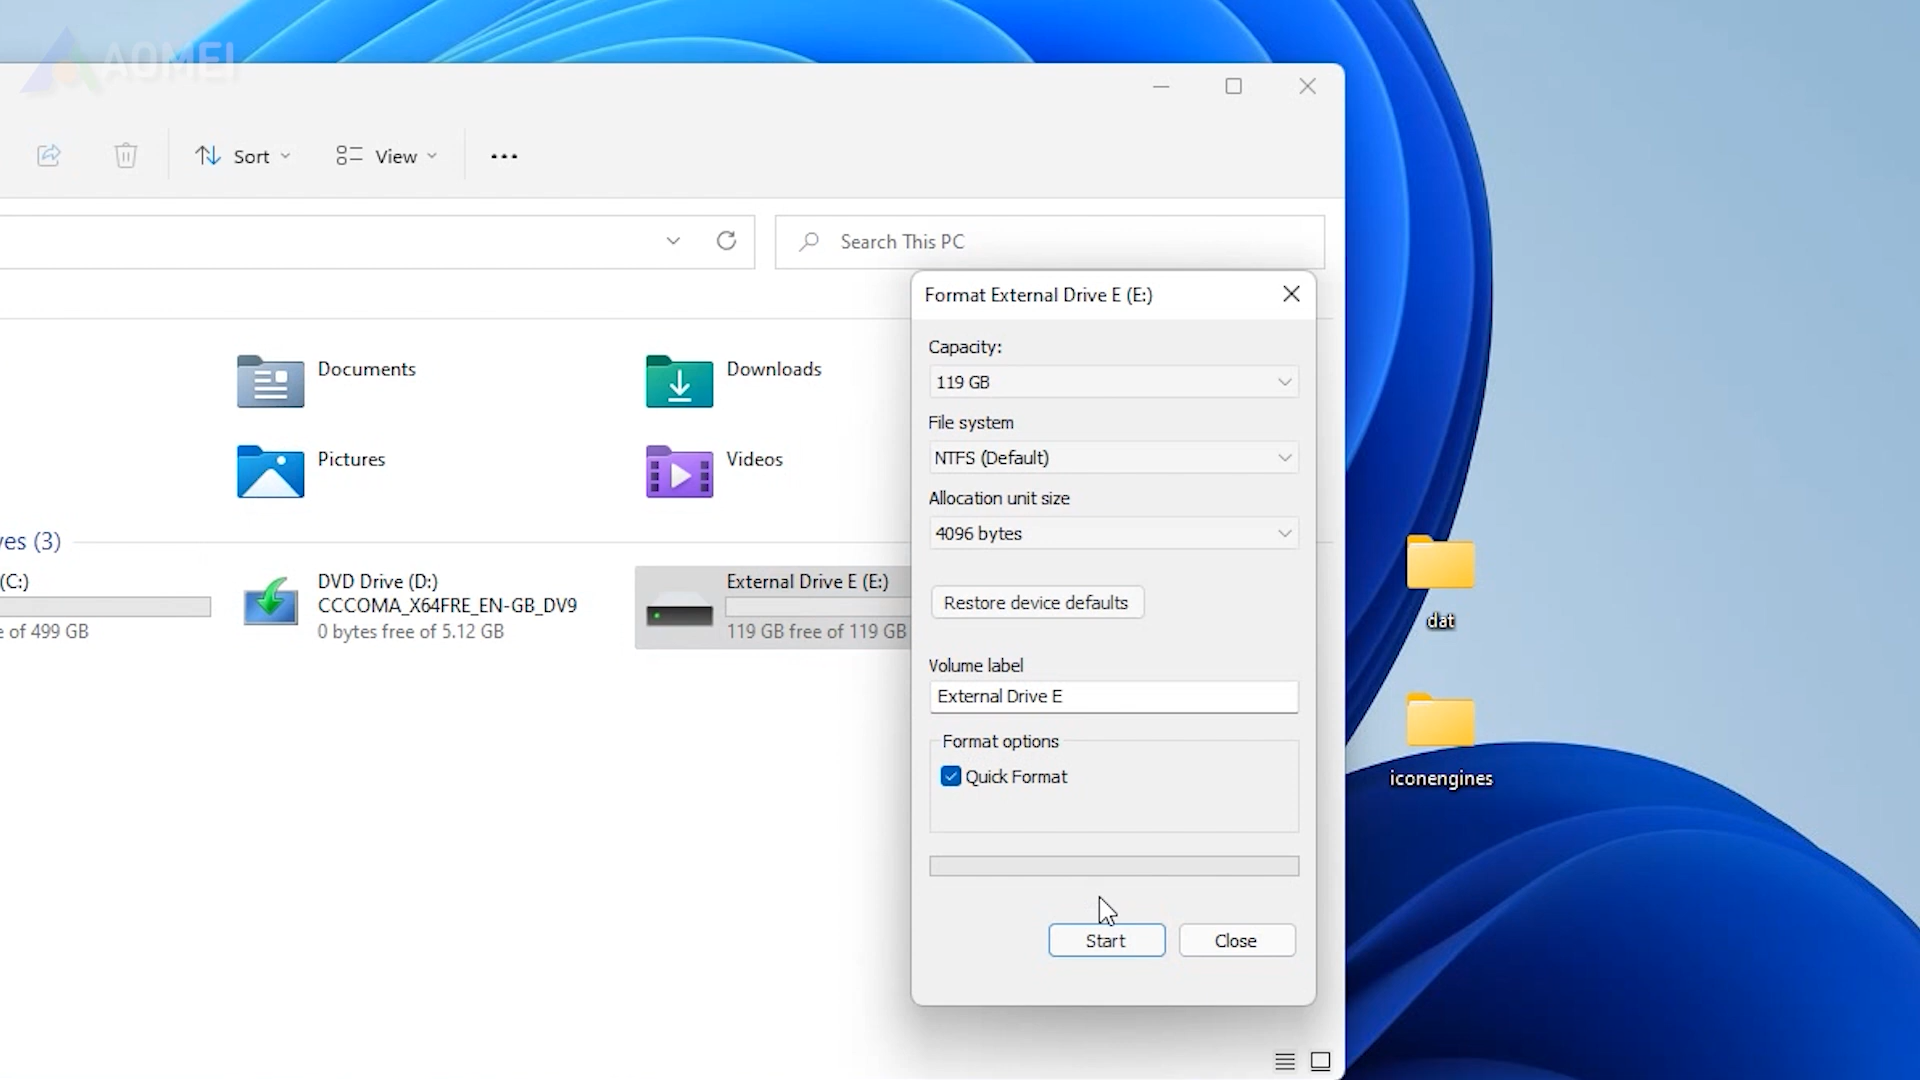 AOMEI
Sort
View
Search This PC
Format External Drive E (E:)
Capacity:
119 GB
File system
NTFS (Default)
Allocation unit size
4096 bytes
Restore device defaults
Volume label
External Drive E
Format options
Quick Format
Start
Close
Documents
Downloads
Pictures
Videos
ves (3)
(C:)
e of 499 GB
DVD Drive (D:)
CCCOMA_X64FRE_EN-GB_DV9
0 bytes free of 5.12 GB
External Drive E (E:)
119 GB free of 119 GB
dat
iconengines